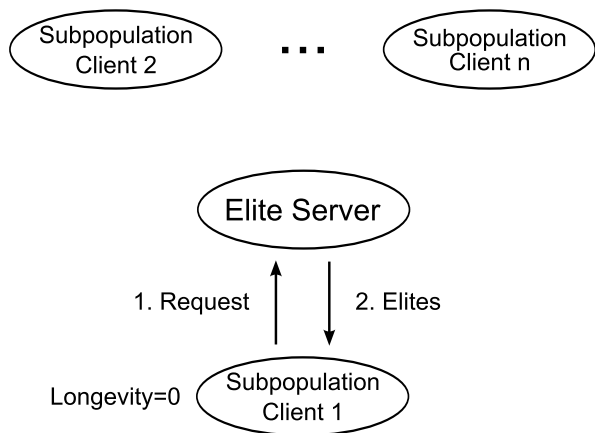 Subpopulation
Client 2
...
Subpopulation
Client n
Elite Server
1. Request
2. Elites
Longevity=0
Subpopulation
Client 1